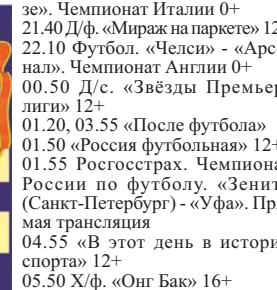 зе». Чемпионат Италии 0+
21.40 Д/ф. «Мираж на паркете» 12
22.10 Футбол. «Челси» - «Арсе
нал». Чемпионат Англии 0+
00.50 Д/с. «Звёзды Премьер
лиги» 12+
01.20, 03.55 «После футбола»
01.50 «Россия футбольная» 12+
01.55 Росгосстрах. Чемпиона
России по футболу. «Зенит
(Санкт-Петербург) - «Уфа». Пря
мая трансляция
04.55 «В этот день в истори
спорта» 12+
05.50 Х/ф. «Онг Бак» 16+